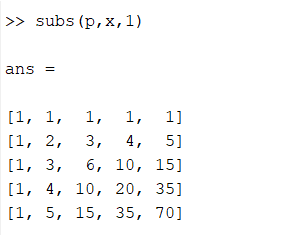 >> subs(p,x,1)
ans =
[1, 1,  1,  1,  1]
[1, 2,  3,  4,  5]
[1, 3,  6, 10, 15]
[1, 4, 10, 20, 35]
[1, 5, 15, 35, 70]